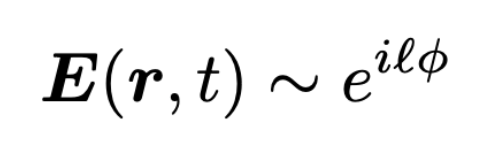 E(r, t) ∼ e^{iℓϕ}